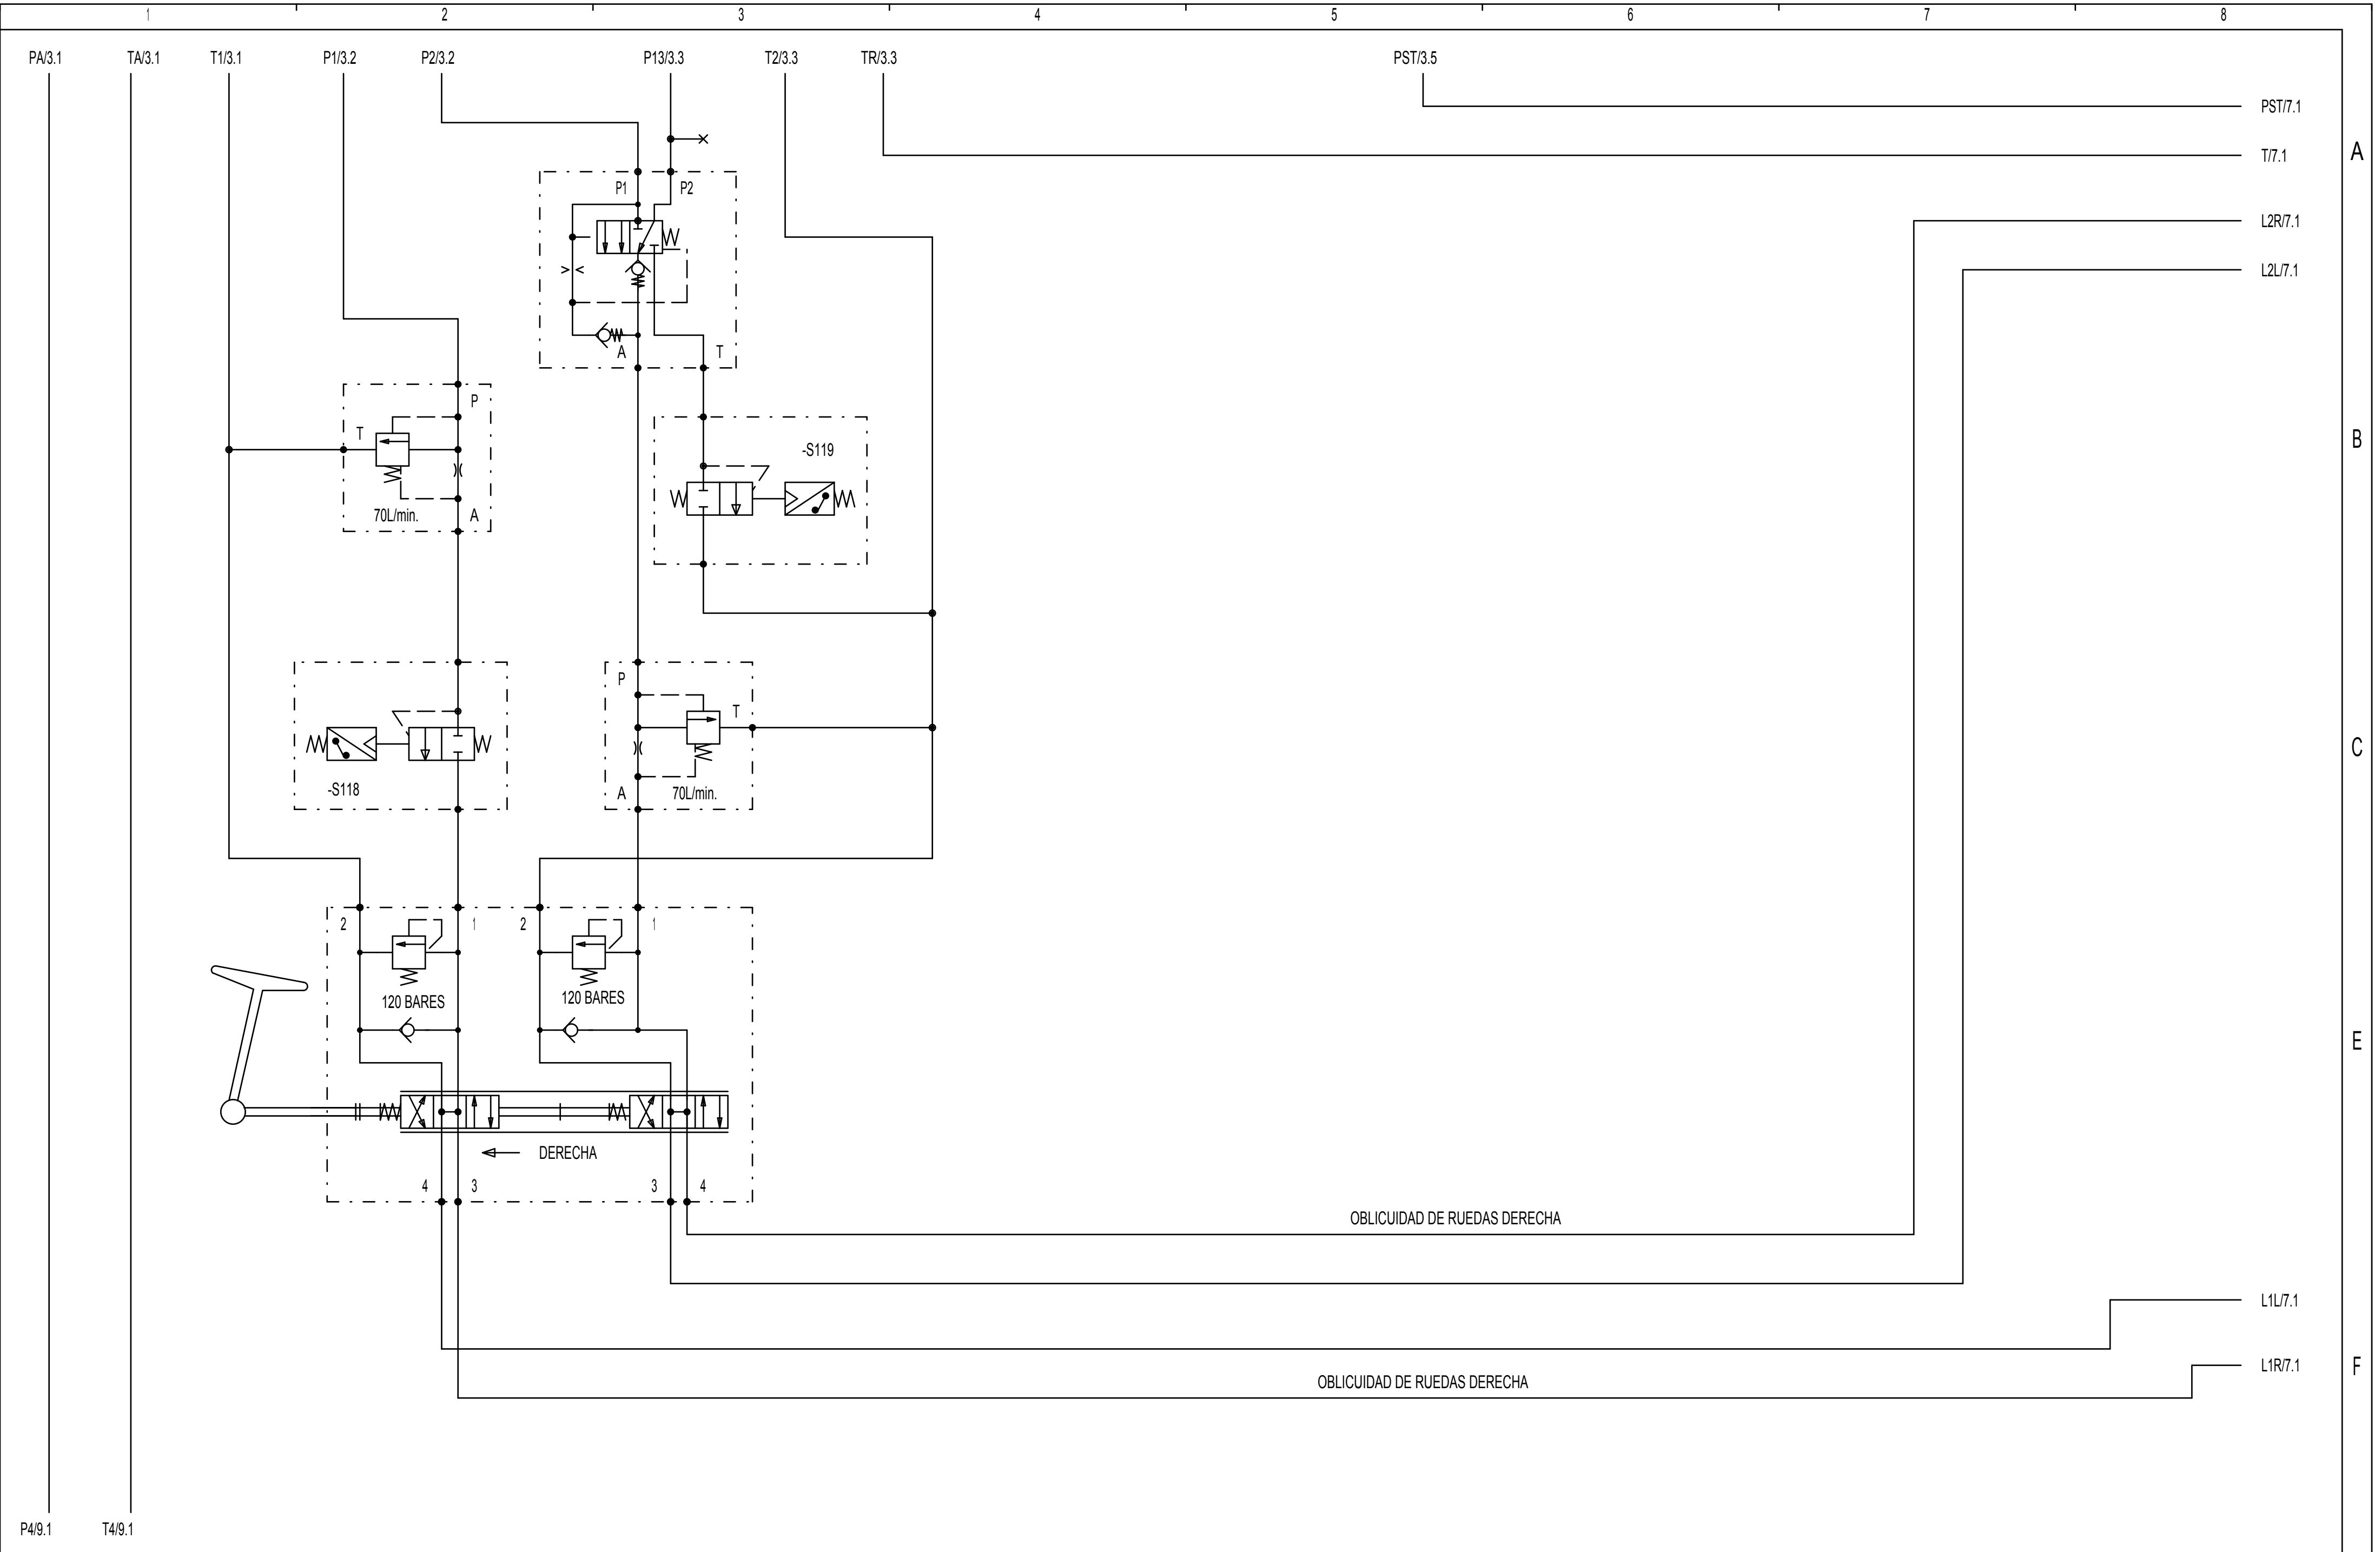 1 2 3 4 5 6 7 8
PA/3.1 TA/3.1 T1/3.1 P1/3.2 P2/3.2 P13/3.3 T2/3.3 TR/3.3 PST/3.5
PST/7.1
A
T/7.1
P1 P2
L2R/7.1
L2L/7.1
A T
P
T
B
-S119
70L/min. A
P
T
C
-S118
A 70L/min.
2 1 2 1
120 BARES 120 BARES
E
DERECHA
4 3 3 4
OBLICUIDAD DE RUEDAS DERECHA
L1L/7.1
L1R/7.1
F
OBLICUIDAD DE RUEDAS DERECHA
P4/9.1 T4/9.1